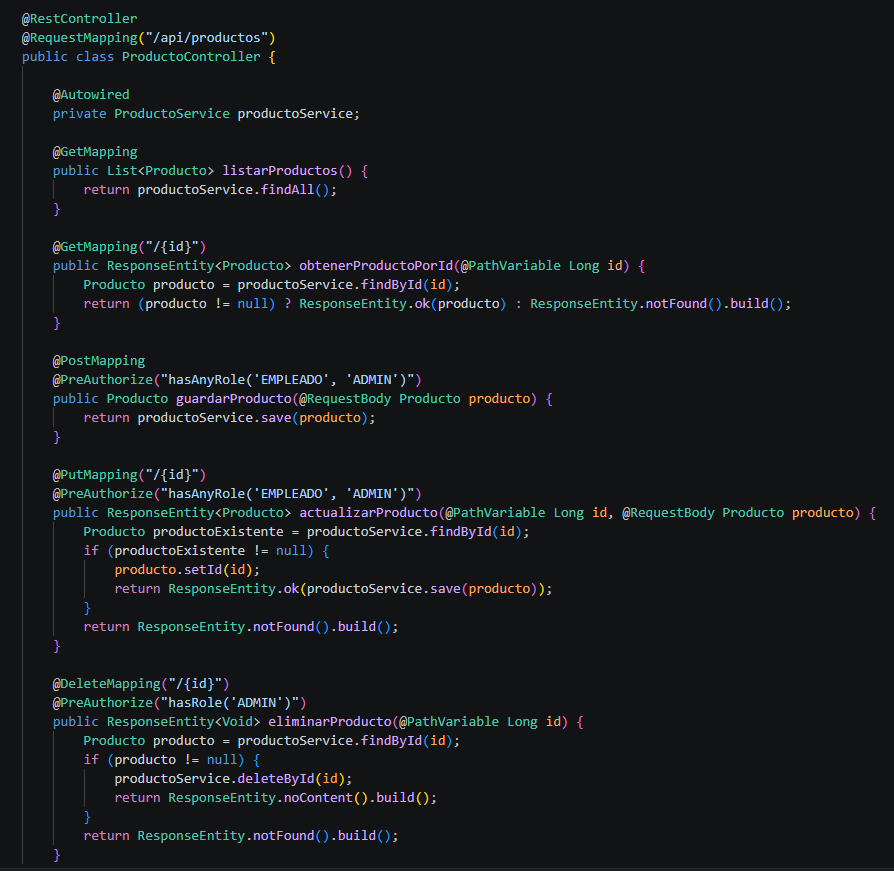 @RestController
@RequestMapping("/api/productos")
public class ProductoController {
@Autowired
private ProductoService productoService;
@GetMapping
public List<Producto> listarProductos() {
return productoService.findAll();
}
@GetMapping("/{id}")
public ResponseEntity<Producto> obtenerProductoPorId(@PathVariable Long id) {
Producto producto = productoService.findById(id);
return (producto != null) ? ResponseEntity.ok(producto) : ResponseEntity.notFound().build();
}
@PostMapping
@PreAuthorize("hasAnyRole('EMPLEADO', 'ADMIN')")
public Producto guardarProducto(@RequestBody Producto producto) {
return productoService.save(producto);
}
@PutMapping("/{id}")
@PreAuthorize("hasAnyRole('EMPLEADO', 'ADMIN')")
public ResponseEntity<Producto> actualizarProducto(@PathVariable Long id, @RequestBody Producto producto) {
Producto productoExistente = productoService.findById(id);
if (productoExistente != null) {
producto.setId(id);
return ResponseEntity.ok(productoService.save(producto));
}
return ResponseEntity.notFound().build();
}
@DeleteMapping("/{id}")
@PreAuthorize("hasRole('ADMIN')")
public ResponseEntity<Void> eliminarProducto(@PathVariable Long id) {
Producto producto = productoService.findById(id);
if (producto != null) {
productoService.deleteById(id);
return ResponseEntity.noContent().build();
}
return ResponseEntity.notFound().build();
}